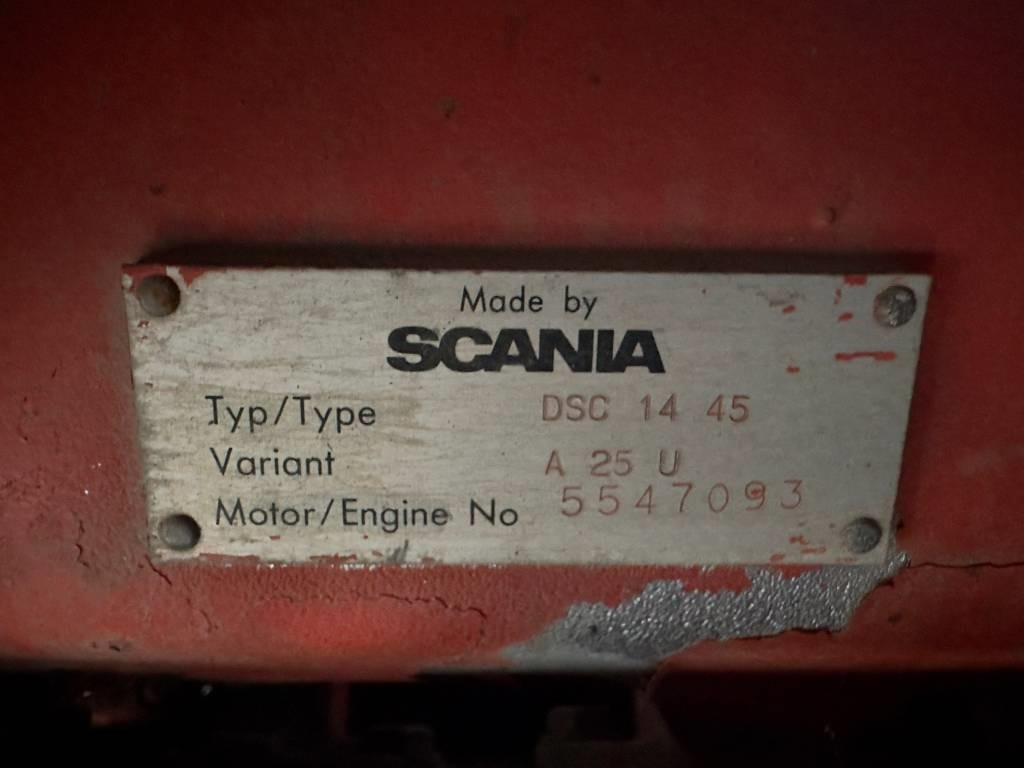 Made by
SCANIA
Typ/Type DSC 14 45
Variant A 25 U
Motor/Engine No 5547093